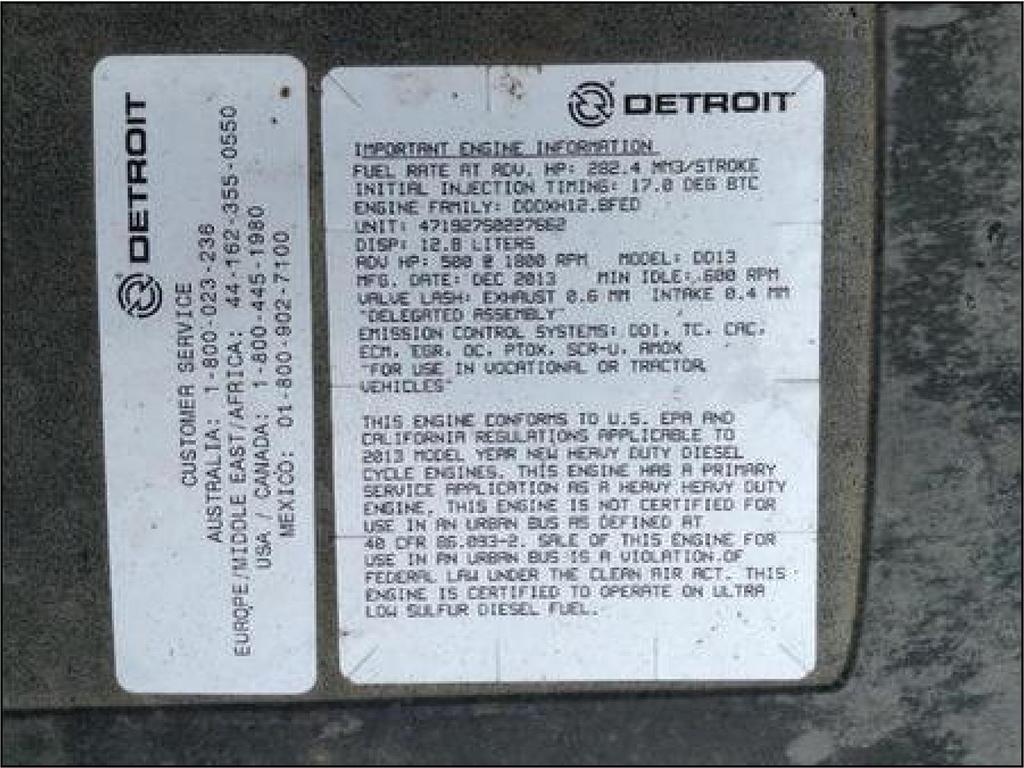 DETROIT
CUSTOMER SERVICE
AUSTRALIA: 1-800-023-236
EUROPE/MIDDLE EAST/AFRICA: 44-162-355-0550
USA / CANADA: 1-800-445-1980
MEXICO: 01-800-902-7100
DETROIT
IMPORTANT ENGINE INFORMATION
FUEL RATE AT ADV. HP: 282.4 MM3/STROKE
INITIAL INJECTION TIMING: 17.0 DEG BTC
ENGINE FAMILY: DDDXH12.8FED
UNIT: 47192750227662
DISP: 12.8 LITERS
ADV HP: 500 @ 1800 RPM MODEL: DD13
MFG. DATE: DEC 2013 MIN IDLE: 600 RPM
VALVE LASH: EXHAUST 0.6 MM INTAKE 0.4 MM
"DELEGATED ASSEMBLY"
EMISSION CONTROL SYSTEMS: DDI, TC, CAC,
ECM, EGR, OC, PTOX, SCR-U, AMOX
"FOR USE IN VOCATIONAL OR TRACTOR
VEHICLES"
THIS ENGINE CONFORMS TO U.S. EPA AND
CALIFORNIA REGULATIONS APPLICABLE TO
2013 MODEL YEAR NEW HEAVY DUTY DIESEL
CYCLE ENGINES. THIS ENGINE HAS A PRIMARY
SERVICE APPLICATION AS A HEAVY HEAVY DUTY
ENGINE. THIS ENGINE IS NOT CERTIFIED FOR
USE IN AN URBAN BUS AS DEFINED AT
40 CFR 86.093-2. SALE OF THIS ENGINE FOR
USE IN AN URBAN BUS IS A VIOLATION OF
FEDERAL LAW UNDER THE CLEAN AIR ACT. THIS
ENGINE IS CERTIFIED TO OPERATE ON ULTRA
LOW SULFUR DIESEL FUEL.